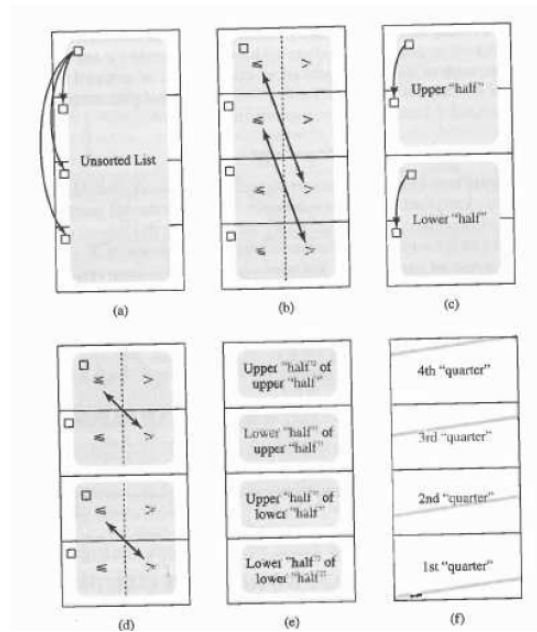 Unsorted List
(a)
≤ >
≤ >
≤ >
≤ >
(b)
Upper "half"
Lower "half"
(c)
≤ >
≤ >
≤ >
≤ >
(d)
Upper "half" of
upper "half"
Lower "half" of
upper "half"
Upper "half" of
lower "half"
Lower "half" of
lower "half"
(e)
4th "quarter"
3rd "quarter"
2nd "quarter"
1st "quarter"
(f)